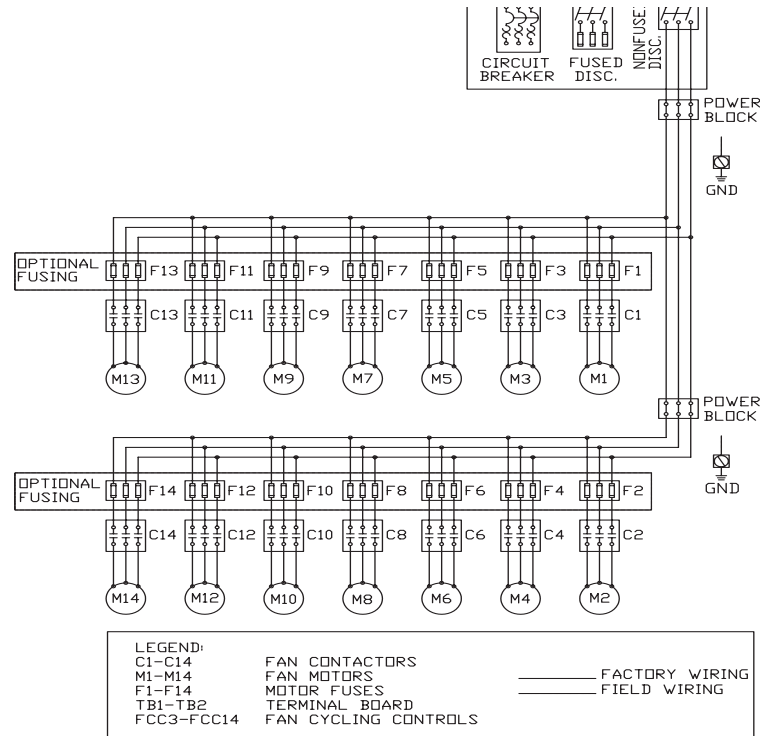 CIRCUIT
BREAKER
FUSED
DISC.
NONFUSE
DISC.
POWER
BLOCK
GND
OPTIONAL
FUSING
F13 F11 F9 F7 F5 F3 F1
C13 C11 C9 C7 C5 C3 C1
M13 M11 M9 M7 M5 M3 M1
POWER
BLOCK
GND
OPTIONAL
FUSING
F14 F12 F10 F8 F6 F4 F2
C14 C12 C10 C8 C6 C4 C2
M14 M12 M10 M8 M6 M4 M2
LEGEND:
C1-C14 FAN CONTACTORS
M1-M14 FAN MOTORS
F1-F14 MOTOR FUSES
TB1-TB2 TERMINAL BOARD
FCC3-FCC14 FAN CYCLING CONTROLS
FACTORY WIRING
FIELD WIRING